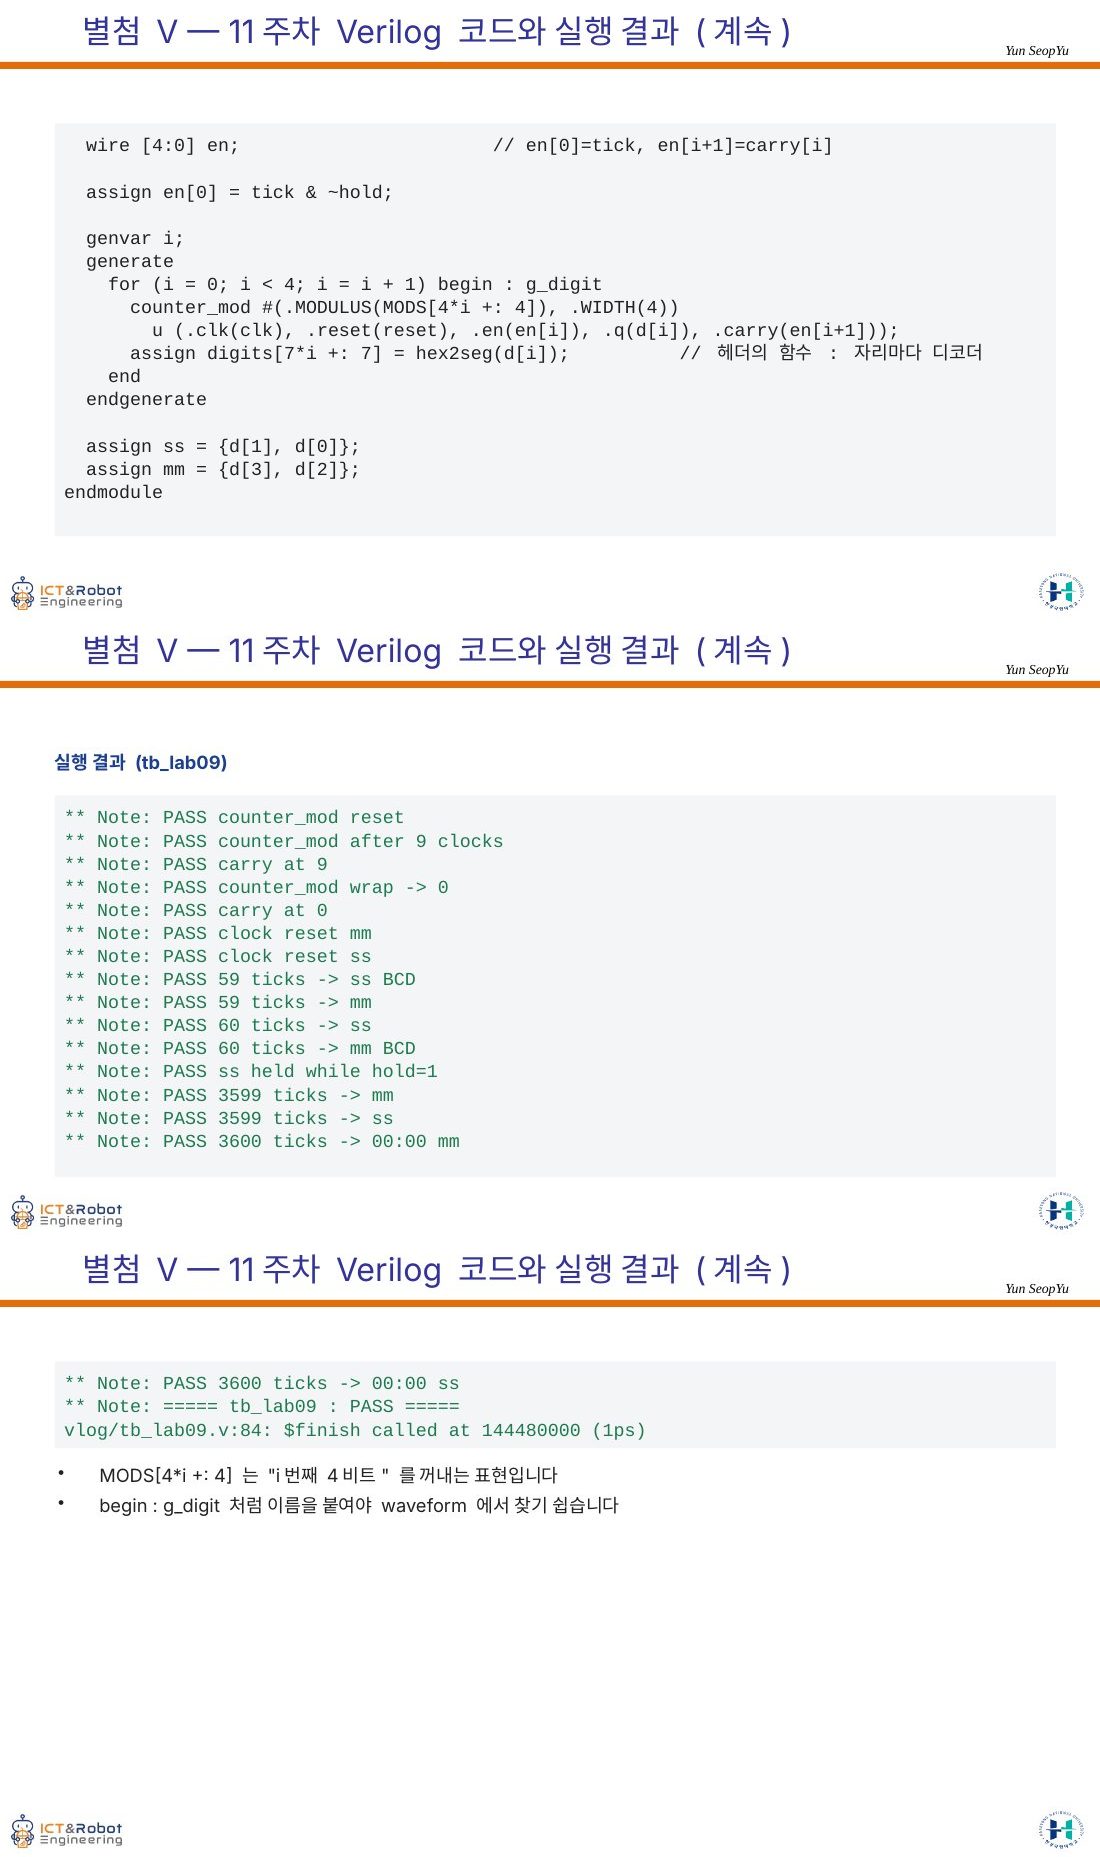 별첨 V — 11주차 Verilog 코드와 실행 결과 (계속)
Yun SeopYu
wire [4:0] en; // en[0]=tick, en[i+1]=carry[i]
assign en[0] = tick & ~hold;
genvar i;
generate
for (i = 0; i < 4; i = i + 1) begin : g_digit
counter_mod #(.MODULUS(MODS[4*i +: 4]), .WIDTH(4))
u (.clk(clk), .reset(reset), .en(en[i]), .q(d[i]), .carry(en[i+1]));
assign digits[7*i +: 7] = hex2seg(d[i]); // 헤더의 함수 : 자리마다 디코더
end
endgenerate
assign ss = {d[1], d[0]};
assign mm = {d[3], d[2]};
endmodule
ICT&Robot
Engineering
별첨 V — 11주차 Verilog 코드와 실행 결과 (계속)
Yun SeopYu
실행 결과 (tb_lab09)
** Note: PASS counter_mod reset
** Note: PASS counter_mod after 9 clocks
** Note: PASS carry at 9
** Note: PASS counter_mod wrap -> 0
** Note: PASS carry at 0
** Note: PASS clock reset mm
** Note: PASS clock reset ss
** Note: PASS 59 ticks -> ss BCD
** Note: PASS 59 ticks -> mm
** Note: PASS 60 ticks -> ss
** Note: PASS 60 ticks -> mm BCD
** Note: PASS ss held while hold=1
** Note: PASS 3599 ticks -> mm
** Note: PASS 3599 ticks -> ss
** Note: PASS 3600 ticks -> 00:00 mm
ICT&Robot
Engineering
별첨 V — 11주차 Verilog 코드와 실행 결과 (계속)
Yun SeopYu
** Note: PASS 3600 ticks -> 00:00 ss
** Note: ===== tb_lab09 : PASS =====
vlog/tb_lab09.v:84: $finish called at 144480000 (1ps)
• MODS[4*i +: 4] 는 "i번째 4비트" 를 꺼내는 표현입니다
• begin : g_digit 처럼 이름을 붙여야 waveform 에서 찾기 쉽습니다
ICT&Robot
Engineering